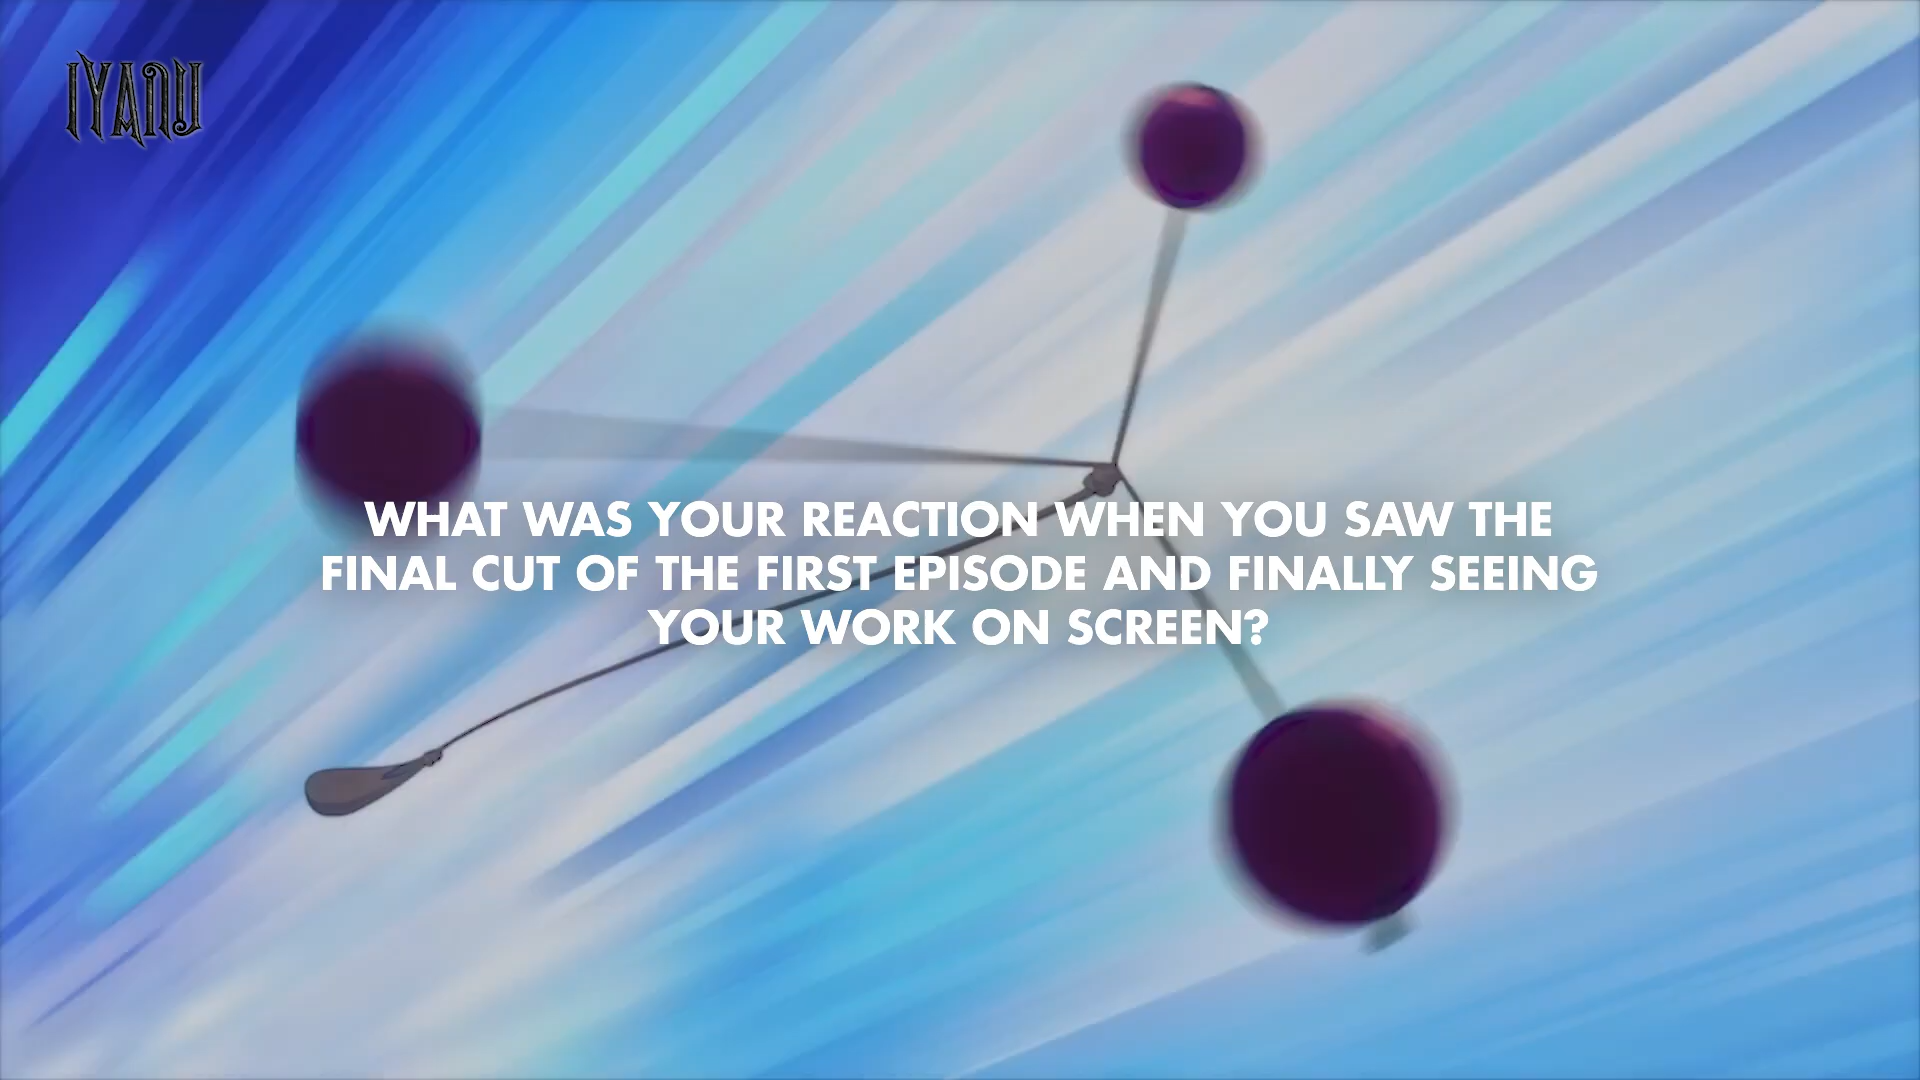 IYANU
WHAT WAS YOUR REACTION WHEN YOU SAW THE
FINAL CUT OF THE FIRST EPISODE AND FINALLY SEEING
YOUR WORK ON SCREEN?